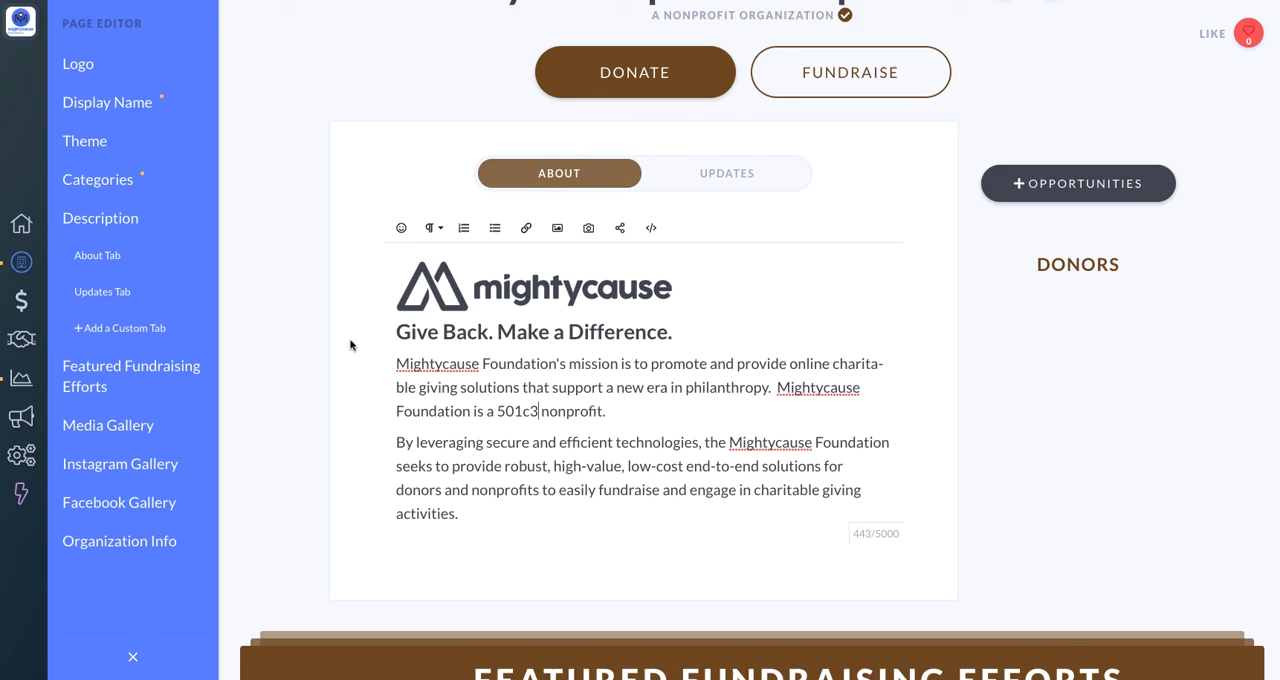 mightycause
PAGE EDITOR
Logo
Display Name
Theme
Categories
Description
About Tab
Updates Tab
+ Add a Custom Tab
Featured Fundraising
Efforts
Media Gallery
Instagram Gallery
Facebook Gallery
Organization Info
A NONPROFIT ORGANIZATION
LIKE
0
DONATE
FUNDRAISE
ABOUT
UPDATES
+ OPPORTUNITIES
DONORS
mightycause
Give Back. Make a Difference.
Mightycause Foundation's mission is to promote and provide online charita-
ble giving solutions that support a new era in philanthropy. Mightycause
Foundation is a 501c3 nonprofit.
By leveraging secure and efficient technologies, the Mightycause Foundation
seeks to provide robust, high-value, low-cost end-to-end solutions for
donors and nonprofits to easily fundraise and engage in charitable giving
activities.
443/5000
FEATURED FUNDRAISING EFFORTS